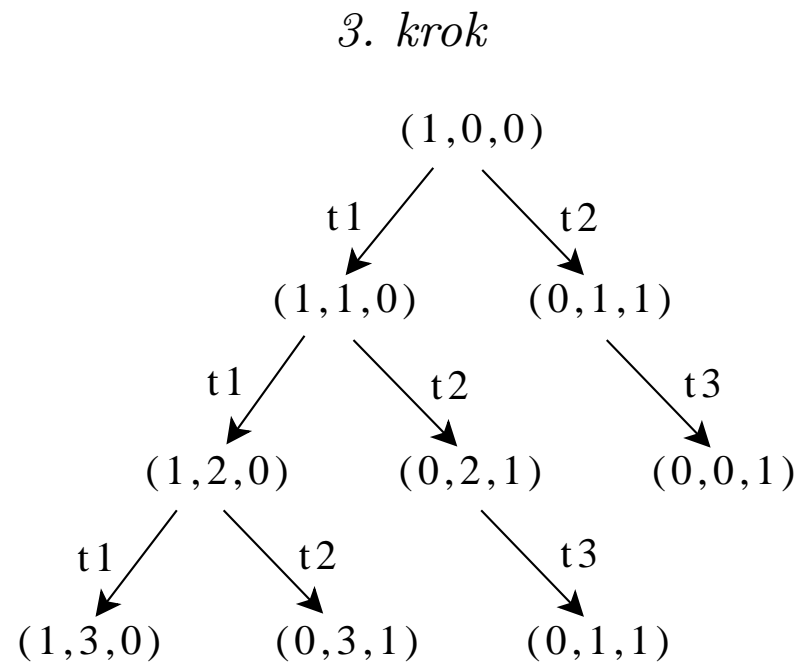 3. krok
(1,0,0)
t1 t2
(1,1,0) (0,1,1)
t1 t2 t3
(1,2,0) (0,2,1) (0,0,1)
t1 t2 t3
(1,3,0) (0,3,1) (0,1,1)